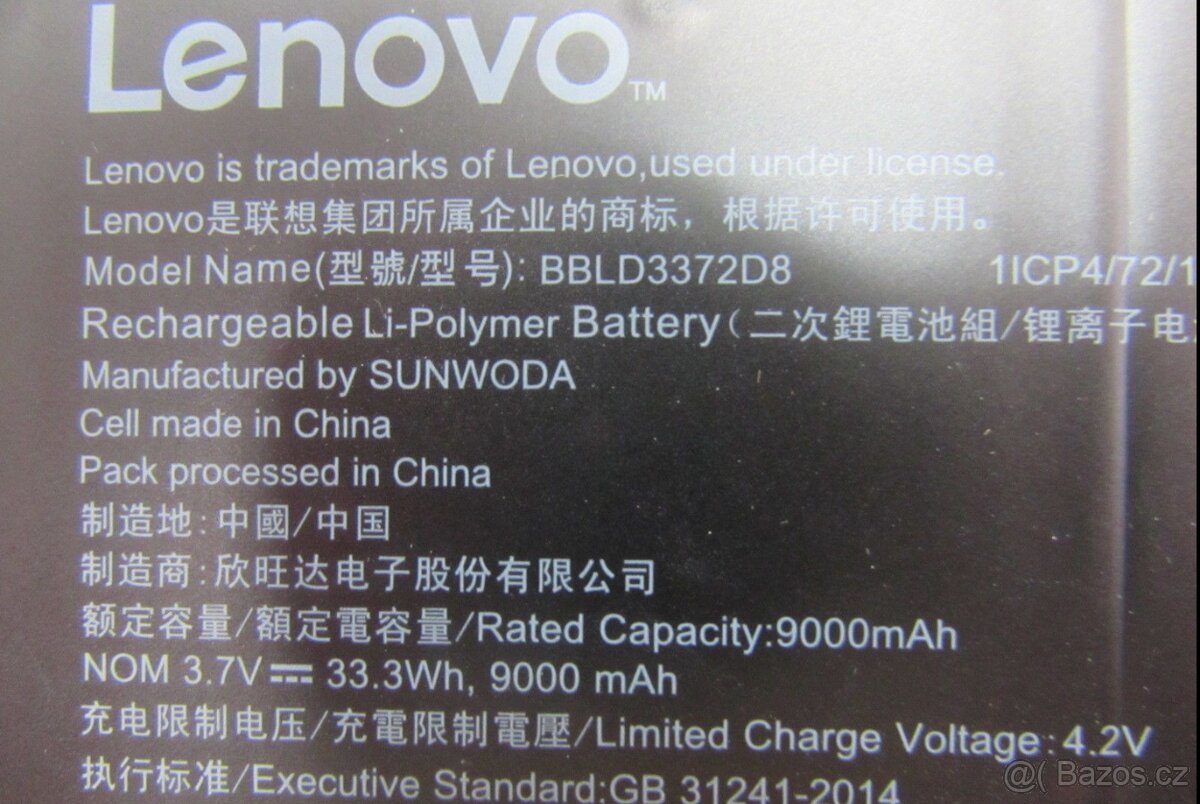 Lenovo™
Lenovo is trademarks of Lenovo,used under license.
Lenovo是联想集团所属企业的商标，根据许可使用。
Model Name(型號/型号): BBLD3372D8 1ICP4/72/1
Rechargeable Li-Polymer Battery（二次鋰電池組/锂离子电
Manufactured by SUNWODA
Cell made in China
Pack processed in China
制造地:中國/中国
制造商:欣旺达电子股份有限公司
额定容量/額定電容量/Rated Capacity:9000mAh
NOM 3.7V⎓ 33.3Wh, 9000 mAh
充电限制电压/充電限制電壓/Limited Charge Voltage:4.2V
执行标准/Executive Standard:GB 31241-2014
@( Bazos.cz